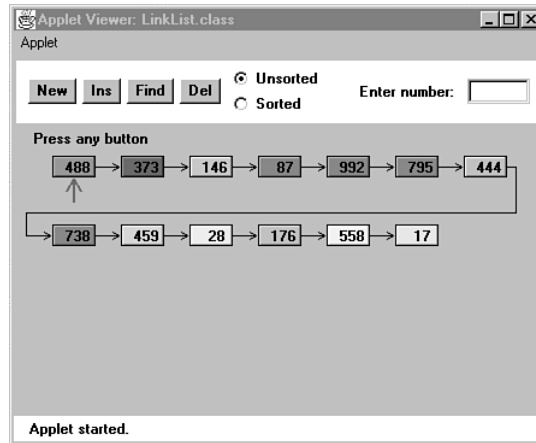 Applet Viewer: LinkList.class
Applet
New Ins Find Del Unsorted Sorted Enter number:
Press any button
488 373 146 87 992 795 444
738 459 28 176 558 17
Applet started.